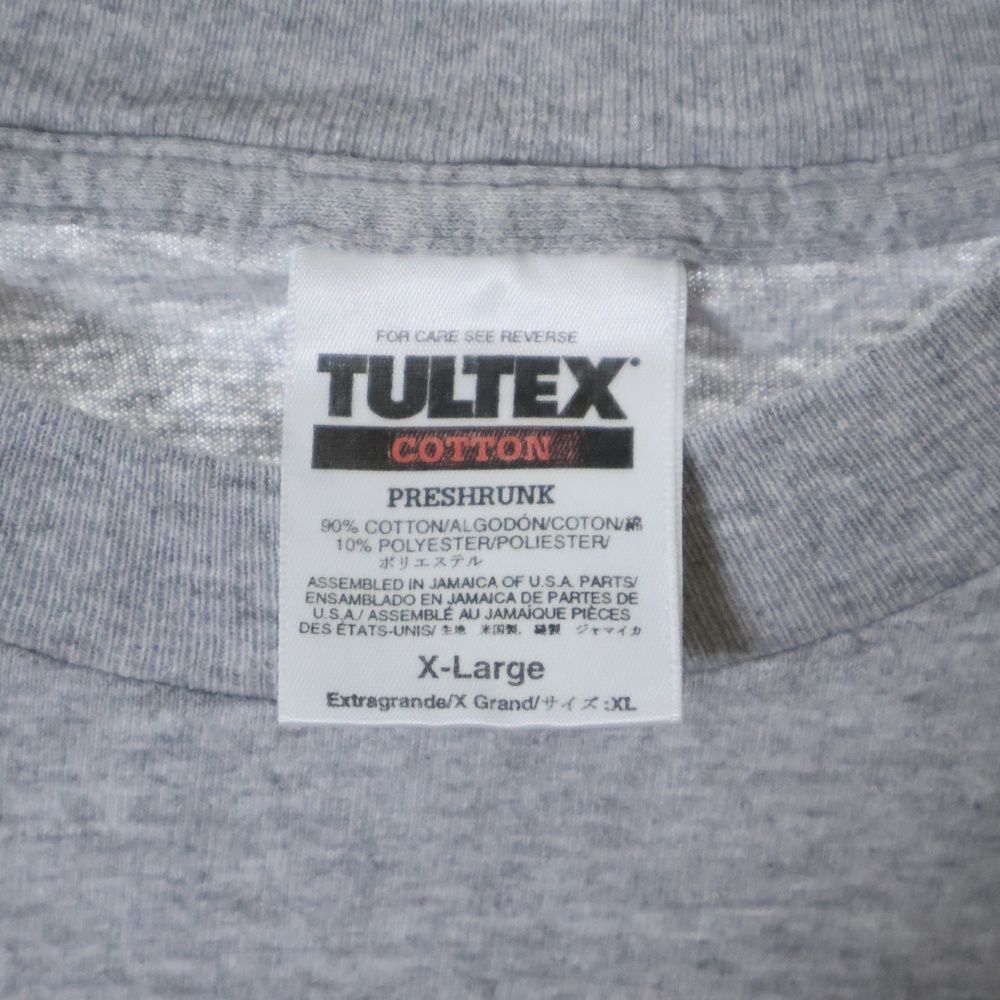 FOR CARE SEE REVERSE
TULTEX
COTTON
PRESHRUNK
90% COTTON/ALGODÓN/COTON/綿
10% POLYESTER/POLIESTER/
ポリエステル
ASSEMBLED IN JAMAICA OF U.S.A. PARTS/
ENSAMBLADO EN JAMAICA DE PARTES DE
U.S.A./ ASSEMBLÉ AU JAMAÏQUE PIÈCES
DES ÉTATS-UNIS/ 生地 米国製, 縫製 ジャマイカ
X-Large
Extragrande/X Grand/サイズ:XL